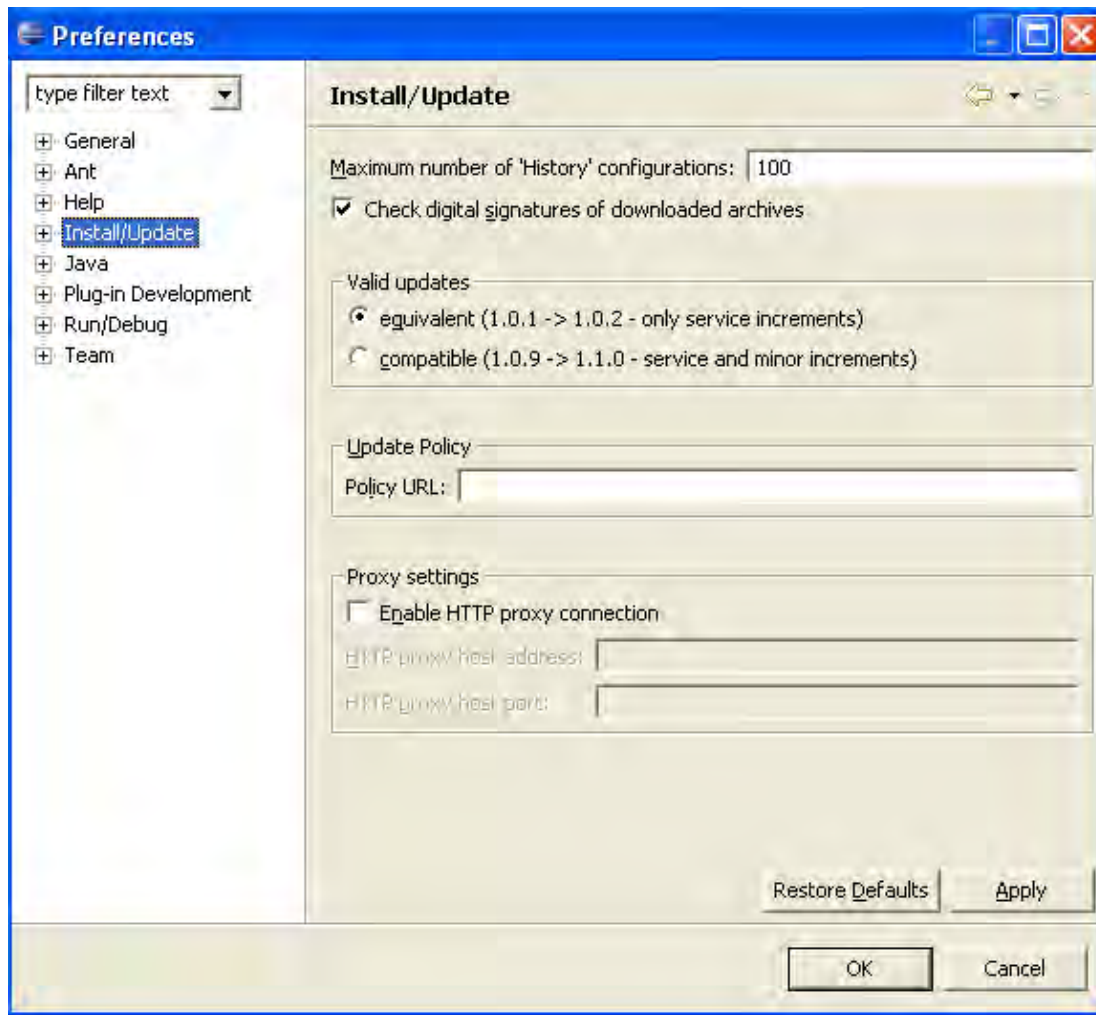 Preferences
type filter text
General
Ant
Help
Install/Update
Java
Plug-in Development
Run/Debug
Team
Install/Update
Maximum number of 'History' configurations: 100
Check digital signatures of downloaded archives
Valid updates
equivalent (1.0.1 -> 1.0.2 - only service increments)
compatible (1.0.9 -> 1.1.0 - service and minor increments)
Update Policy
Policy URL:
Proxy settings
Enable HTTP proxy connection
HTTP proxy host address:
HTTP proxy host port:
Restore Defaults Apply
OK Cancel